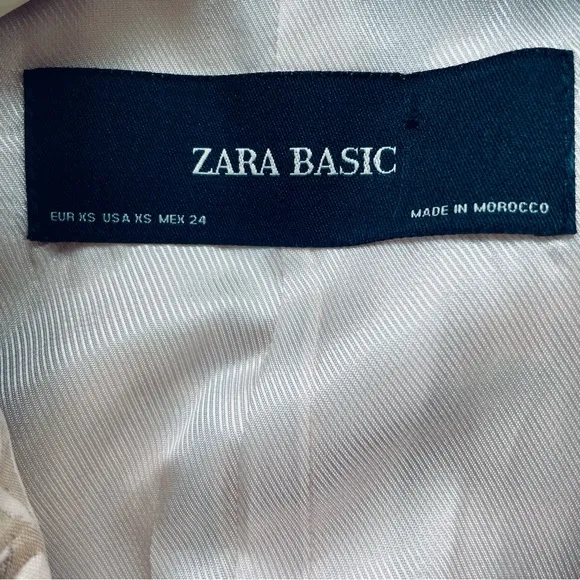 ZARA BASIC
EUR XS USA XS MEX 24
MADE IN MOROCCO